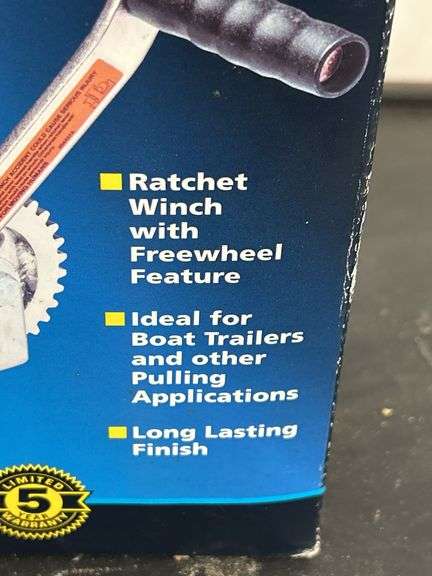 Ratchet
Winch
with
Freewheel
Feature
Ideal for
Boat Trailers
and other
Pulling
Applications
Long Lasting
Finish
LIMITED
5
YEAR
WARRANTY